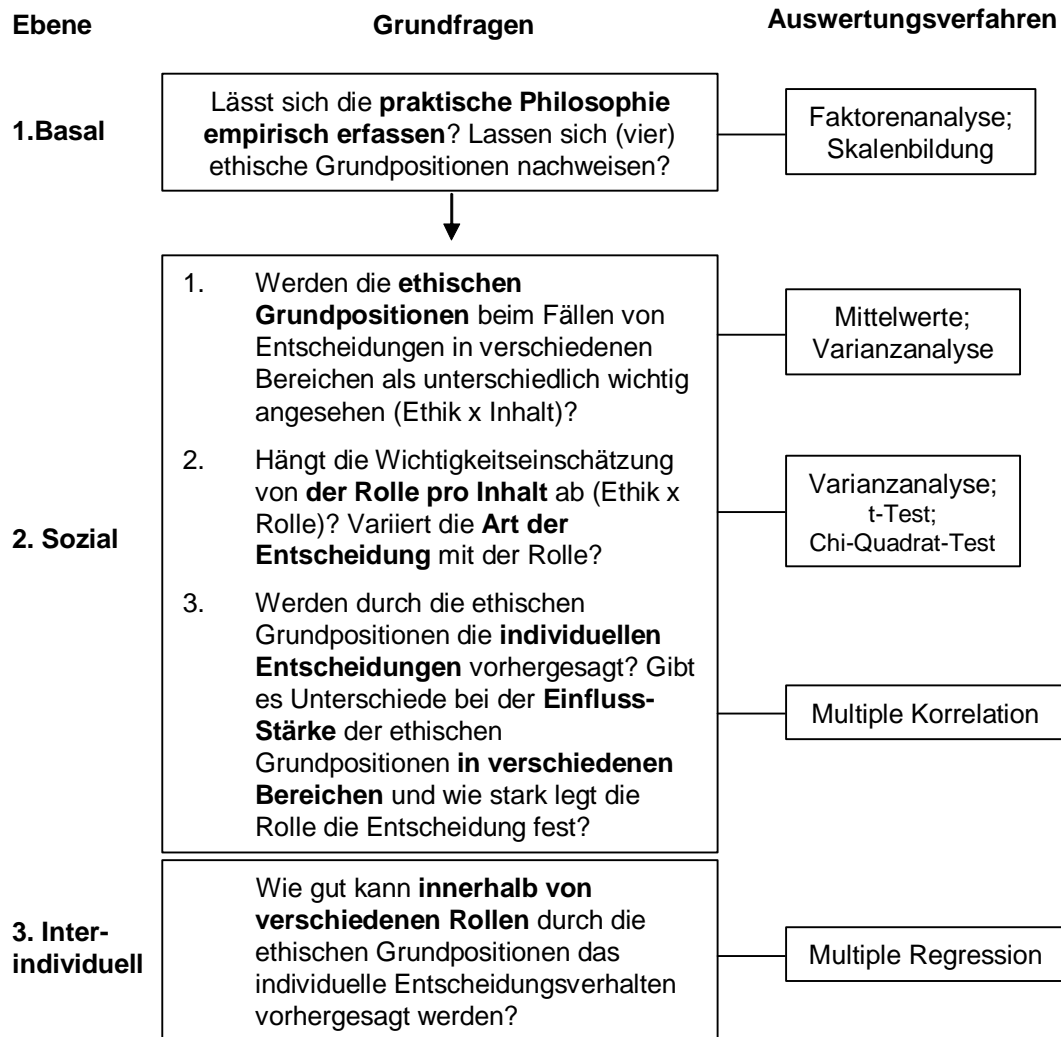 Ebene
Grundfragen
Auswertungsverfahren
1.Basal
Lässt sich die praktische Philosophie
empirisch erfassen? Lassen sich (vier)
ethische Grundpositionen nachweisen?
Faktorenanalyse;
Skalenbildung
2. Sozial
1. Werden die ethischen
Grundpositionen beim Fällen von
Entscheidungen in verschiedenen
Bereichen als unterschiedlich wichtig
angesehen (Ethik x Inhalt)?
Mittelwerte;
Varianzanalyse
2. Hängt die Wichtigkeitseinschätzung
von der Rolle pro Inhalt ab (Ethik x
Rolle)? Variiert die Art der
Entscheidung mit der Rolle?
Varianzanalyse;
t-Test;
Chi-Quadrat-Test
3. Werden durch die ethischen
Grundpositionen die individuellen
Entscheidungen vorhergesagt? Gibt
es Unterschiede bei der Einfluss-
Stärke der ethischen
Grundpositionen in verschiedenen
Bereichen und wie stark legt die
Rolle die Entscheidung fest?
Multiple Korrelation
3. Inter-
individuell
Wie gut kann innerhalb von
verschiedenen Rollen durch die
ethischen Grundpositionen das
individuelle Entscheidungsverhalten
vorhergesagt werden?
Multiple Regression